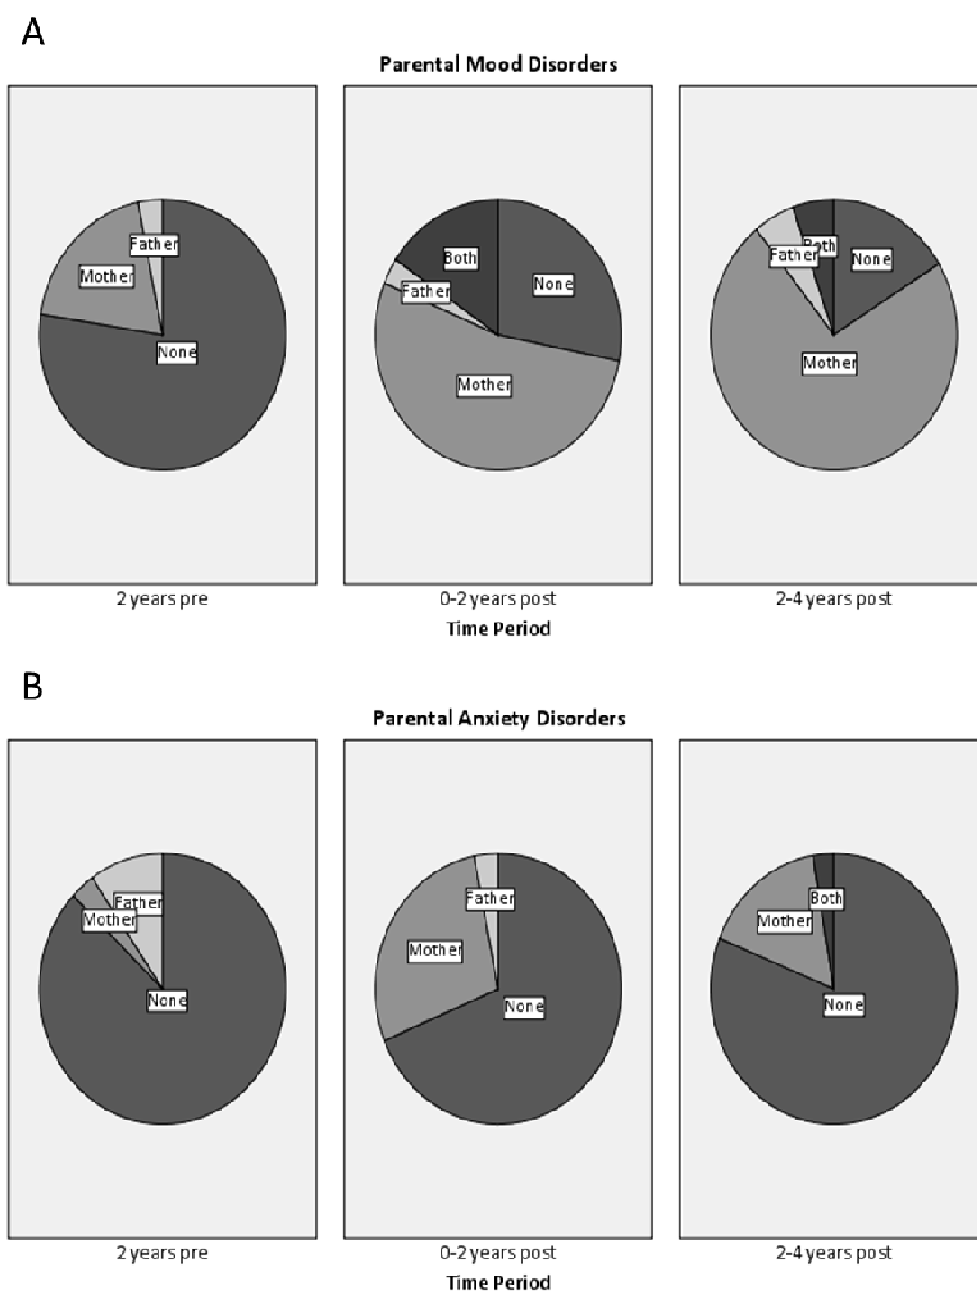 A
Parental Mood Disorders
Father
Mother
None
Both
None
Father
Mother
Both
Father
None
Mother
2 years pre
0-2 years post
2-4 years post
Time Period
B
Parental Anxiety Disorders
Father
Mother
None
Father
Mother
None
Both
Mother
None
2 years pre
0-2 years post
2-4 years post
Time Period